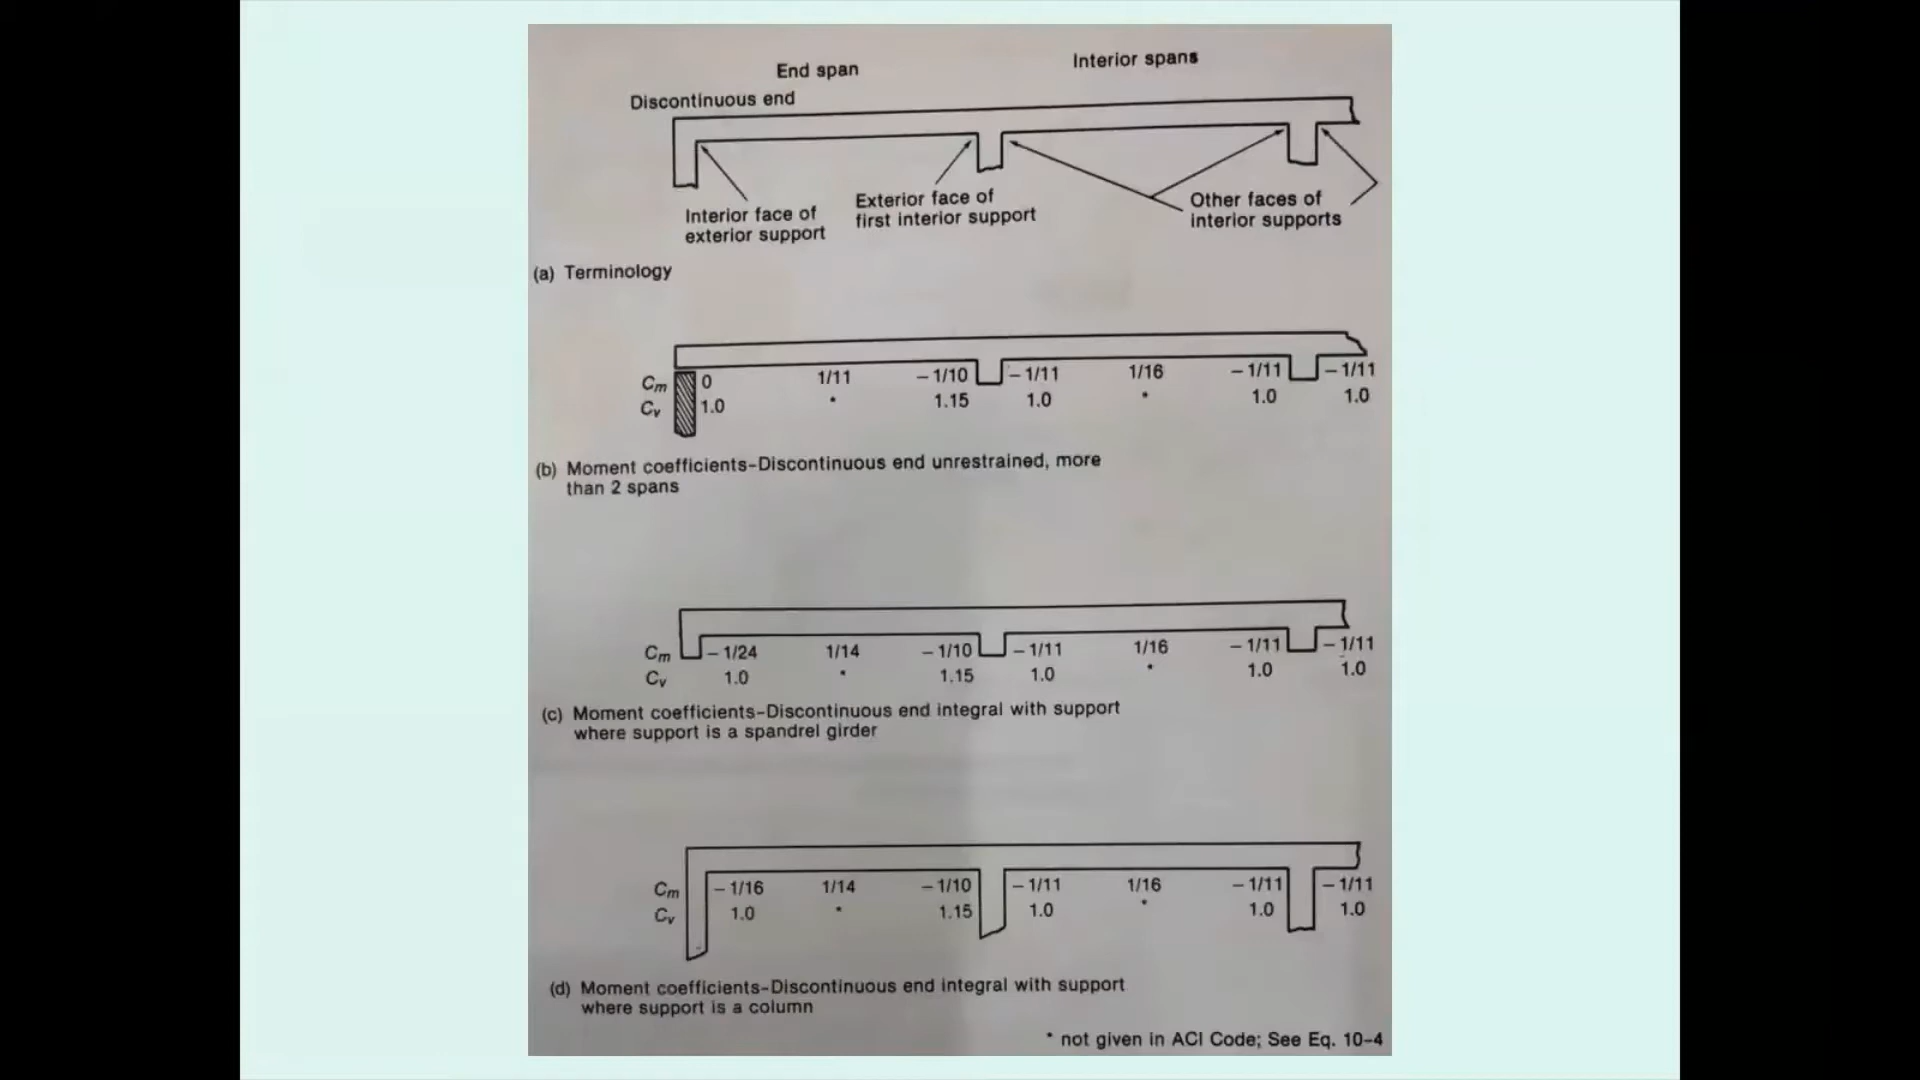 End span
Interior spans
Discontinuous end
Interior face of
exterior support
Exterior face of
first interior support
Other faces of
interior supports
(a) Terminology
Cm 0 1/11 – 1/10 – 1/11 1/16 – 1/11 – 1/11
Cv 1.0 * 1.15 1.0 * 1.0 1.0
(b) Moment coefficients–Discontinuous end unrestrained, more
than 2 spans
Cm – 1/24 1/14 – 1/10 – 1/11 1/16 – 1/11 – 1/11
Cv 1.0 * 1.15 1.0 * 1.0 1.0
(c) Moment coefficients–Discontinuous end integral with support
where support is a spandrel girder
Cm – 1/16 1/14 – 1/10 – 1/11 1/16 – 1/11 – 1/11
Cv 1.0 * 1.15 1.0 * 1.0 1.0
(d) Moment coefficients–Discontinuous end integral with support
where support is a column
* not given in ACI Code; See Eq. 10–4